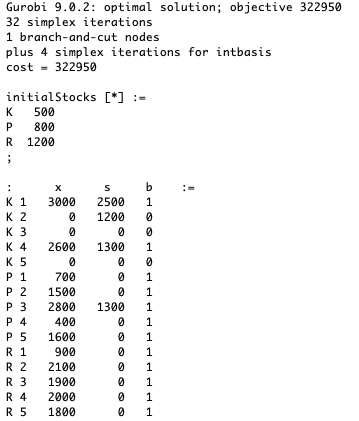 Gurobi 9.0.2: optimal solution; objective 322950
32 simplex iterations
1 branch-and-cut nodes
plus 4 simplex iterations for intbasis
cost = 322950
initialStocks [*] :=
K 500
P 800
R 1200
;
: x s b :=
K 1 3000 2500 1
K 2 0 1200 0
K 3 0 0 0
K 4 2600 1300 1
K 5 0 0 0
P 1 700 0 1
P 2 1500 0 1
P 3 2800 1300 1
P 4 400 0 1
P 5 1600 0 1
R 1 900 0 1
R 2 2100 0 1
R 3 1900 0 1
R 4 2000 0 1
R 5 1800 0 1